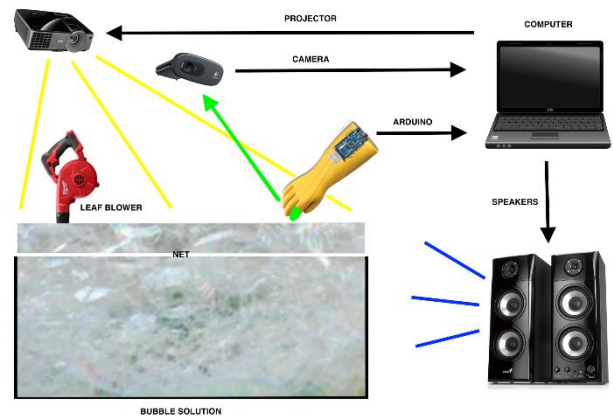 PROJECTOR
COMPUTER
CAMERA
ARDUINO
LEAF BLOWER
SPEAKERS
NET
BUBBLE SOLUTION